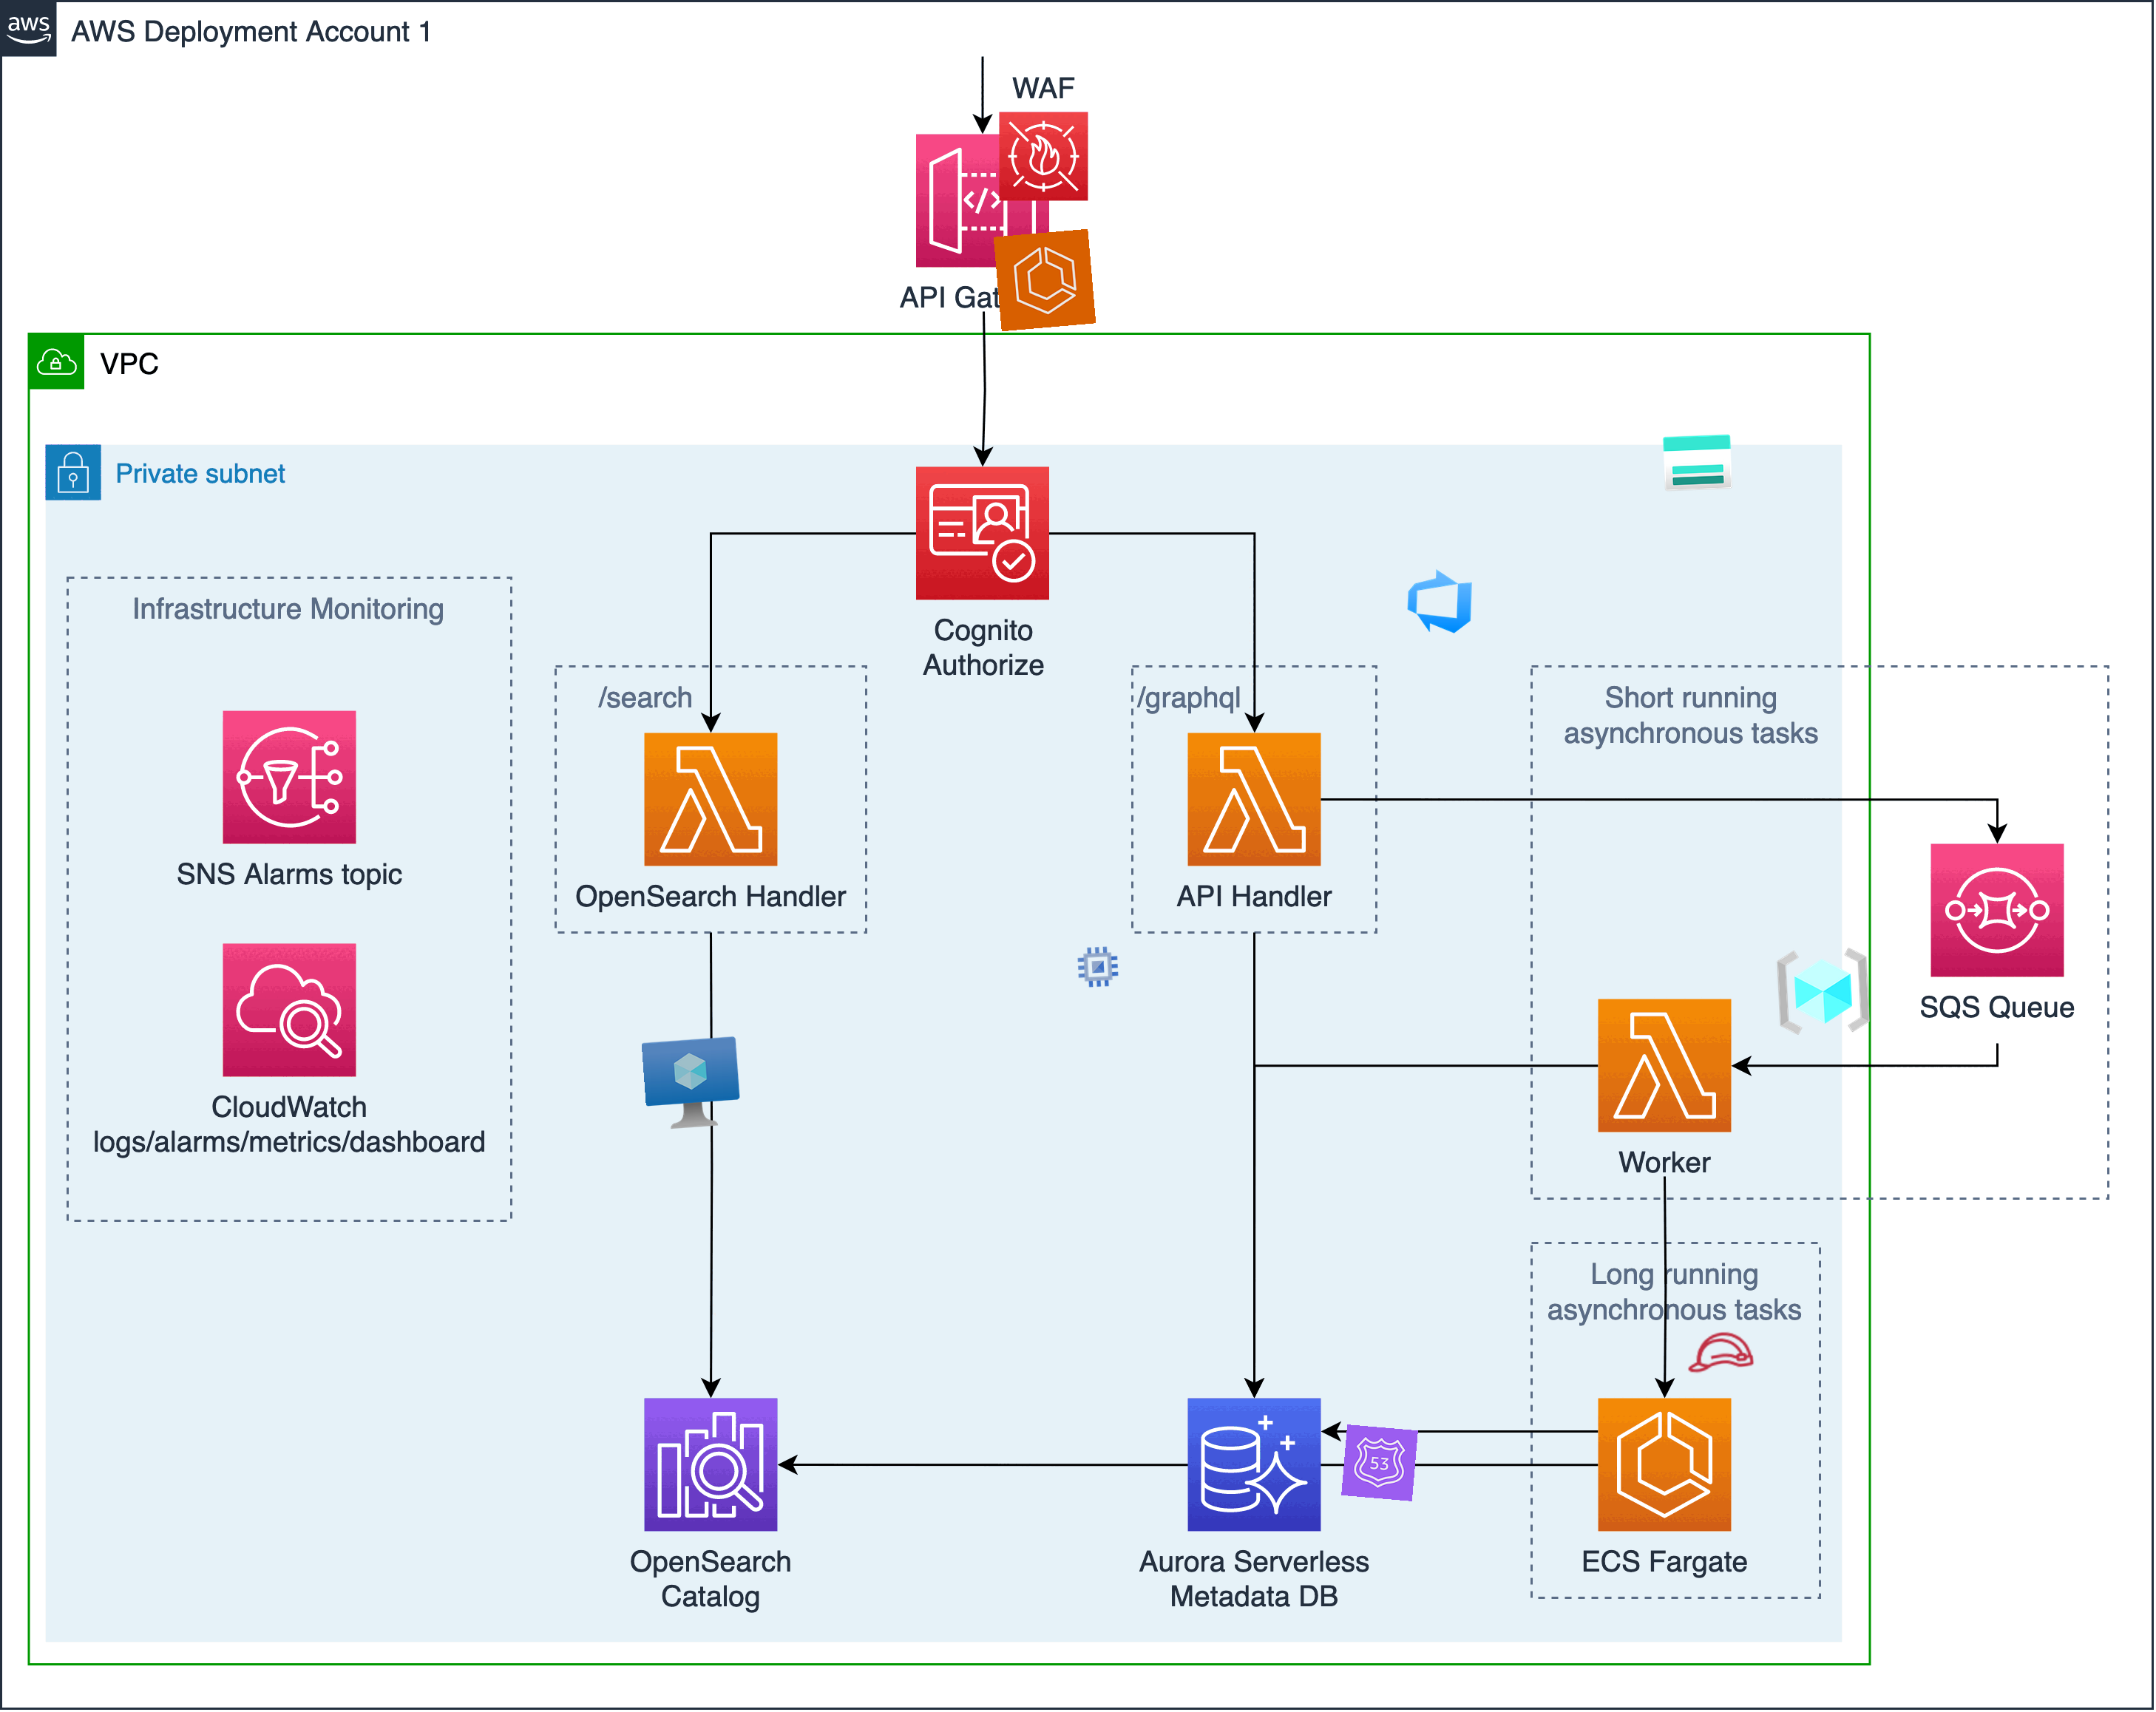 aws
AWS Deployment Account 1
WAF
</>
API Gat
VPC
Private subnet
Infrastructure Monitoring
Cognito
Authorize
/search
/graphql
Short running
asynchronous tasks
SNS Alarms topic
OpenSearch Handler
API Handler
SQS Queue
CloudWatch
logs/alarms/metrics/dashboard
Worker
Long running
asynchronous tasks
53
OpenSearch
Catalog
Aurora Serverless
Metadata DB
ECS Fargate